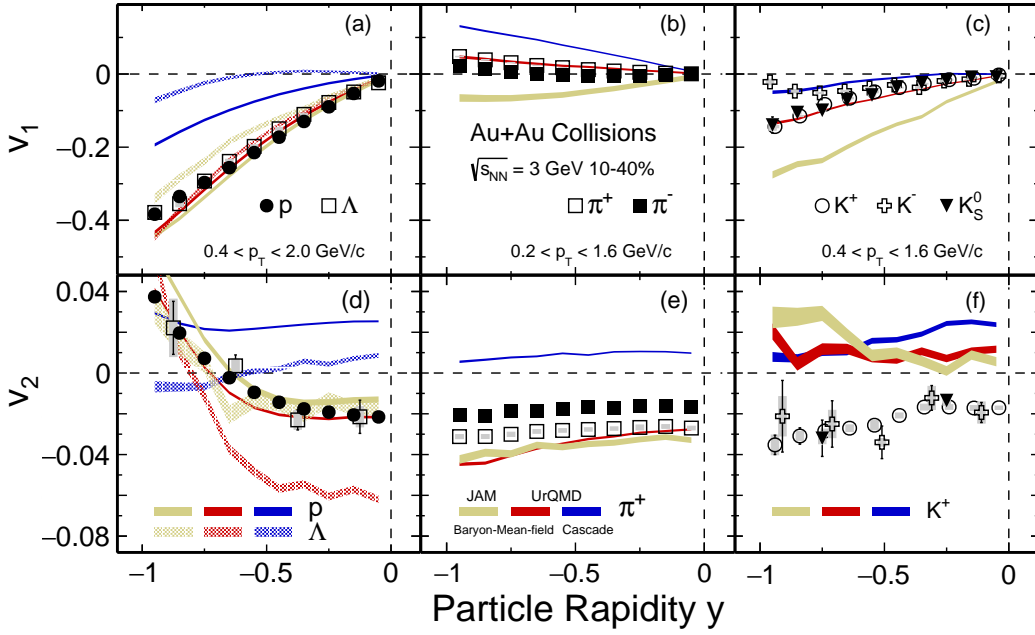 (a)
(b)
(c)
0
−0.2
−0.4
v1
Au+Au Collisions
√sNN = 3 GeV 10-40%
p Λ
π+ π-
K+ K- K0S
0.4 < pT < 2.0 GeV/c
0.2 < pT < 1.6 GeV/c
0.4 < pT < 1.6 GeV/c
(d)
(e)
(f)
0.04
0
−0.04
−0.08
v2
p
Λ
JAM UrQMD
Baryon-Mean-field Cascade
π+
K+
−1 −0.5 0
−1 −0.5 0
−1 −0.5 0
Particle Rapidity y